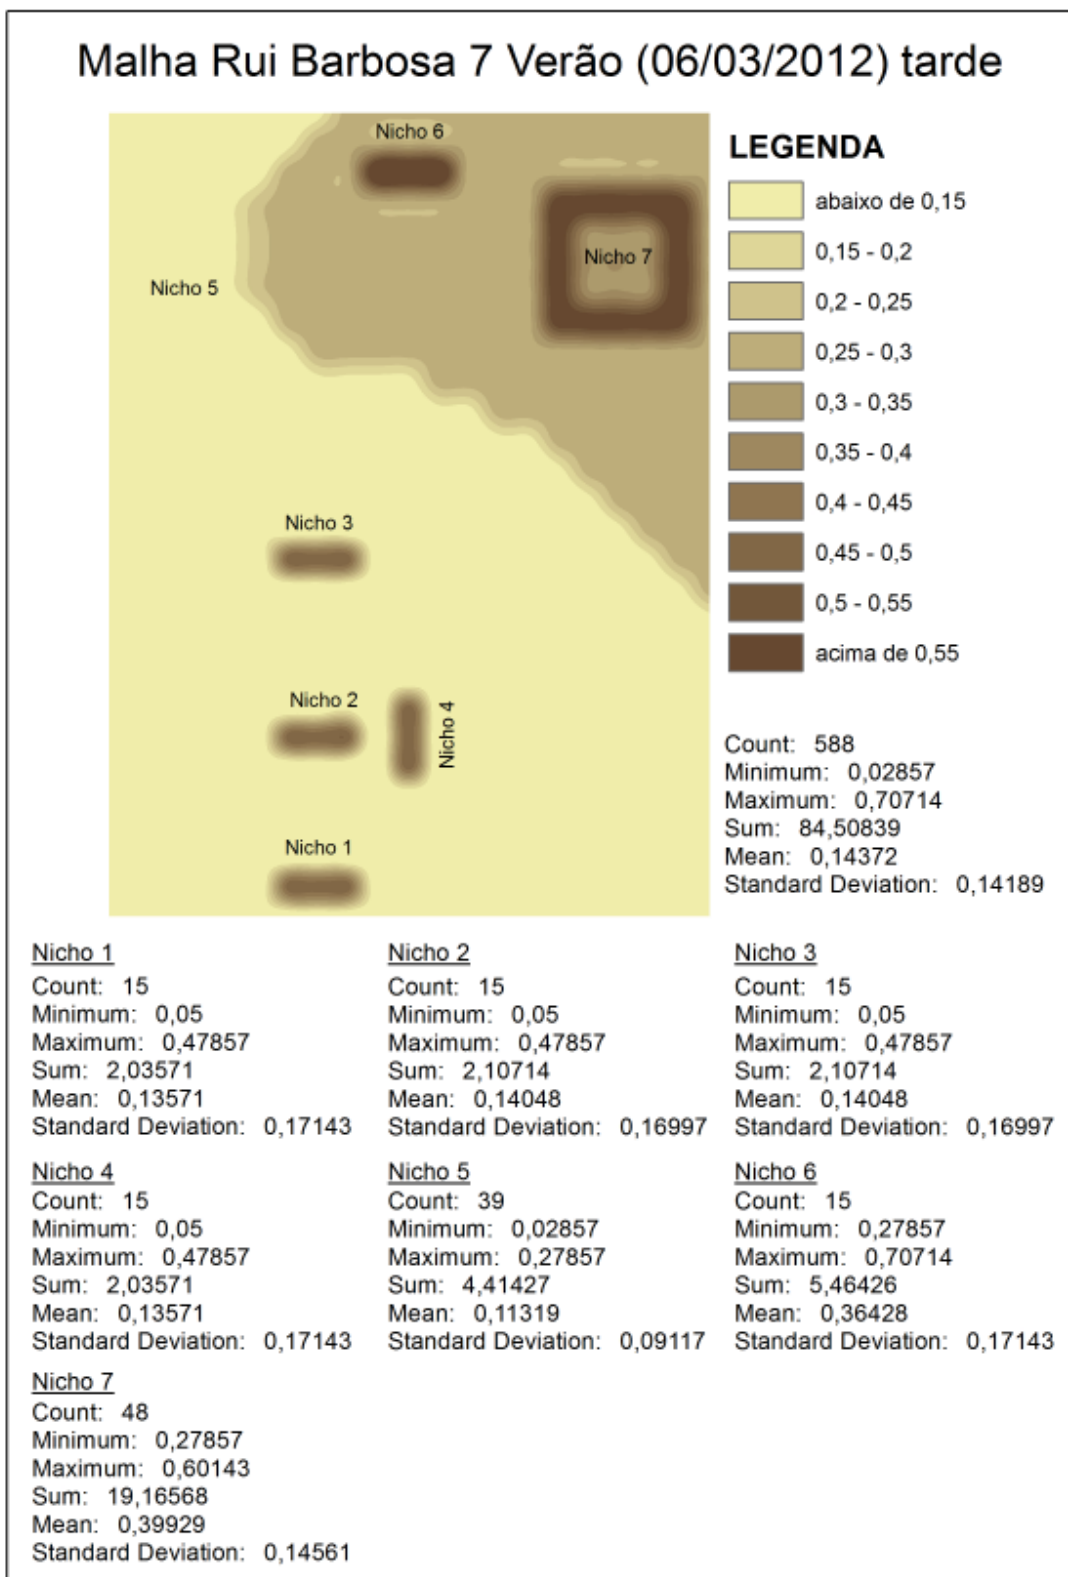 Malha Rui Barbosa 7 Verão (06/03/2012) tarde
Nicho 6
Nicho 7
Nicho 5
Nicho 3
Nicho 2
Nicho 4
Nicho 1
LEGENDA
abaixo de 0,15
0,15 - 0,2
0,2 - 0,25
0,25 - 0,3
0,3 - 0,35
0,35 - 0,4
0,4 - 0,45
0,45 - 0,5
0,5 - 0,55
acima de 0,55
Count: 588
Minimum: 0,02857
Maximum: 0,70714
Sum: 84,50839
Mean: 0,14372
Standard Deviation: 0,14189
Nicho 1
Count: 15
Minimum: 0,05
Maximum: 0,47857
Sum: 2,03571
Mean: 0,13571
Standard Deviation: 0,17143
Nicho 2
Count: 15
Minimum: 0,05
Maximum: 0,47857
Sum: 2,10714
Mean: 0,14048
Standard Deviation: 0,16997
Nicho 3
Count: 15
Minimum: 0,05
Maximum: 0,47857
Sum: 2,10714
Mean: 0,14048
Standard Deviation: 0,16997
Nicho 4
Count: 15
Minimum: 0,05
Maximum: 0,47857
Sum: 2,03571
Mean: 0,13571
Standard Deviation: 0,17143
Nicho 5
Count: 39
Minimum: 0,02857
Maximum: 0,27857
Sum: 4,41427
Mean: 0,11319
Standard Deviation: 0,09117
Nicho 6
Count: 15
Minimum: 0,27857
Maximum: 0,70714
Sum: 5,46426
Mean: 0,36428
Standard Deviation: 0,17143
Nicho 7
Count: 48
Minimum: 0,27857
Maximum: 0,60143
Sum: 19,16568
Mean: 0,39929
Standard Deviation: 0,14561